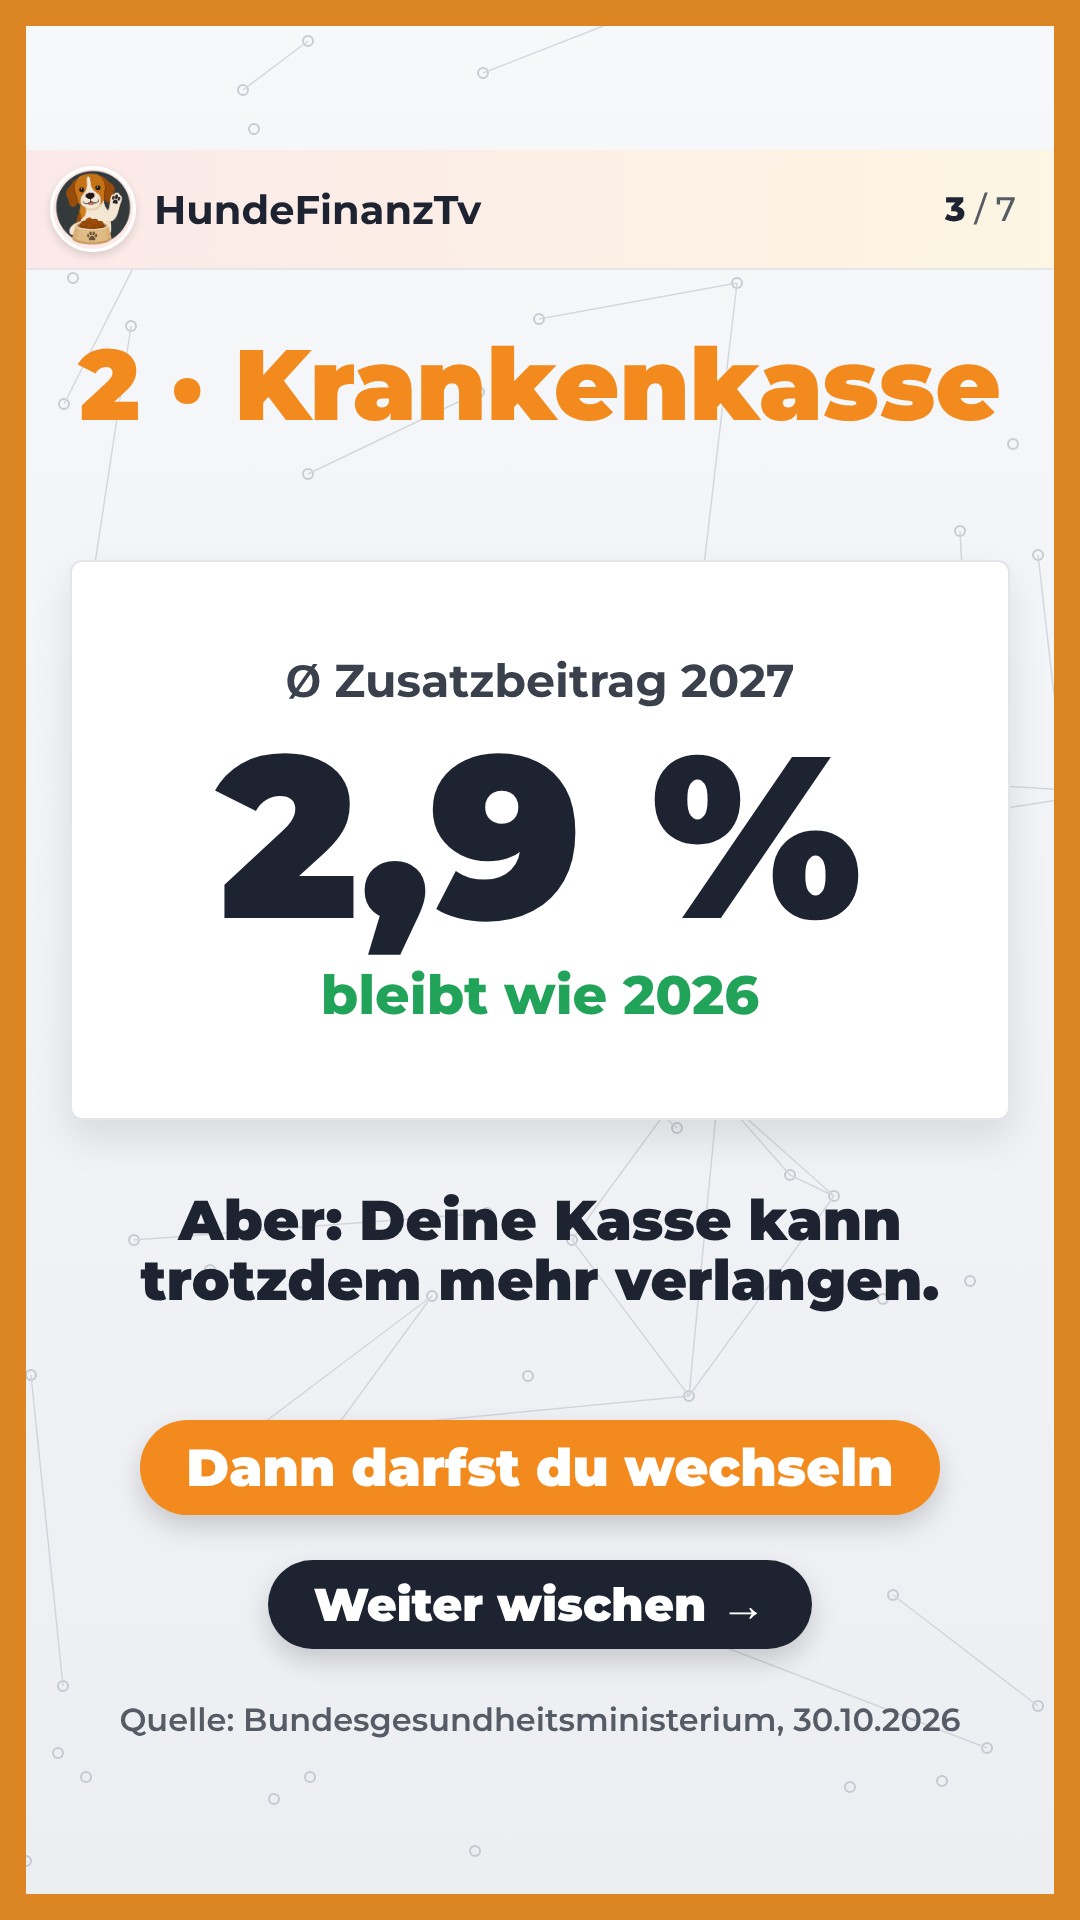 HundeFinanzTv
3 / 7
2 · Krankenkasse
Ø Zusatzbeitrag 2027
2,9 %
bleibt wie 2026
Aber: Deine Kasse kann
trotzdem mehr verlangen.
Dann darfst du wechseln
Weiter wischen →
Quelle: Bundesgesundheitsministerium, 30.10.2026